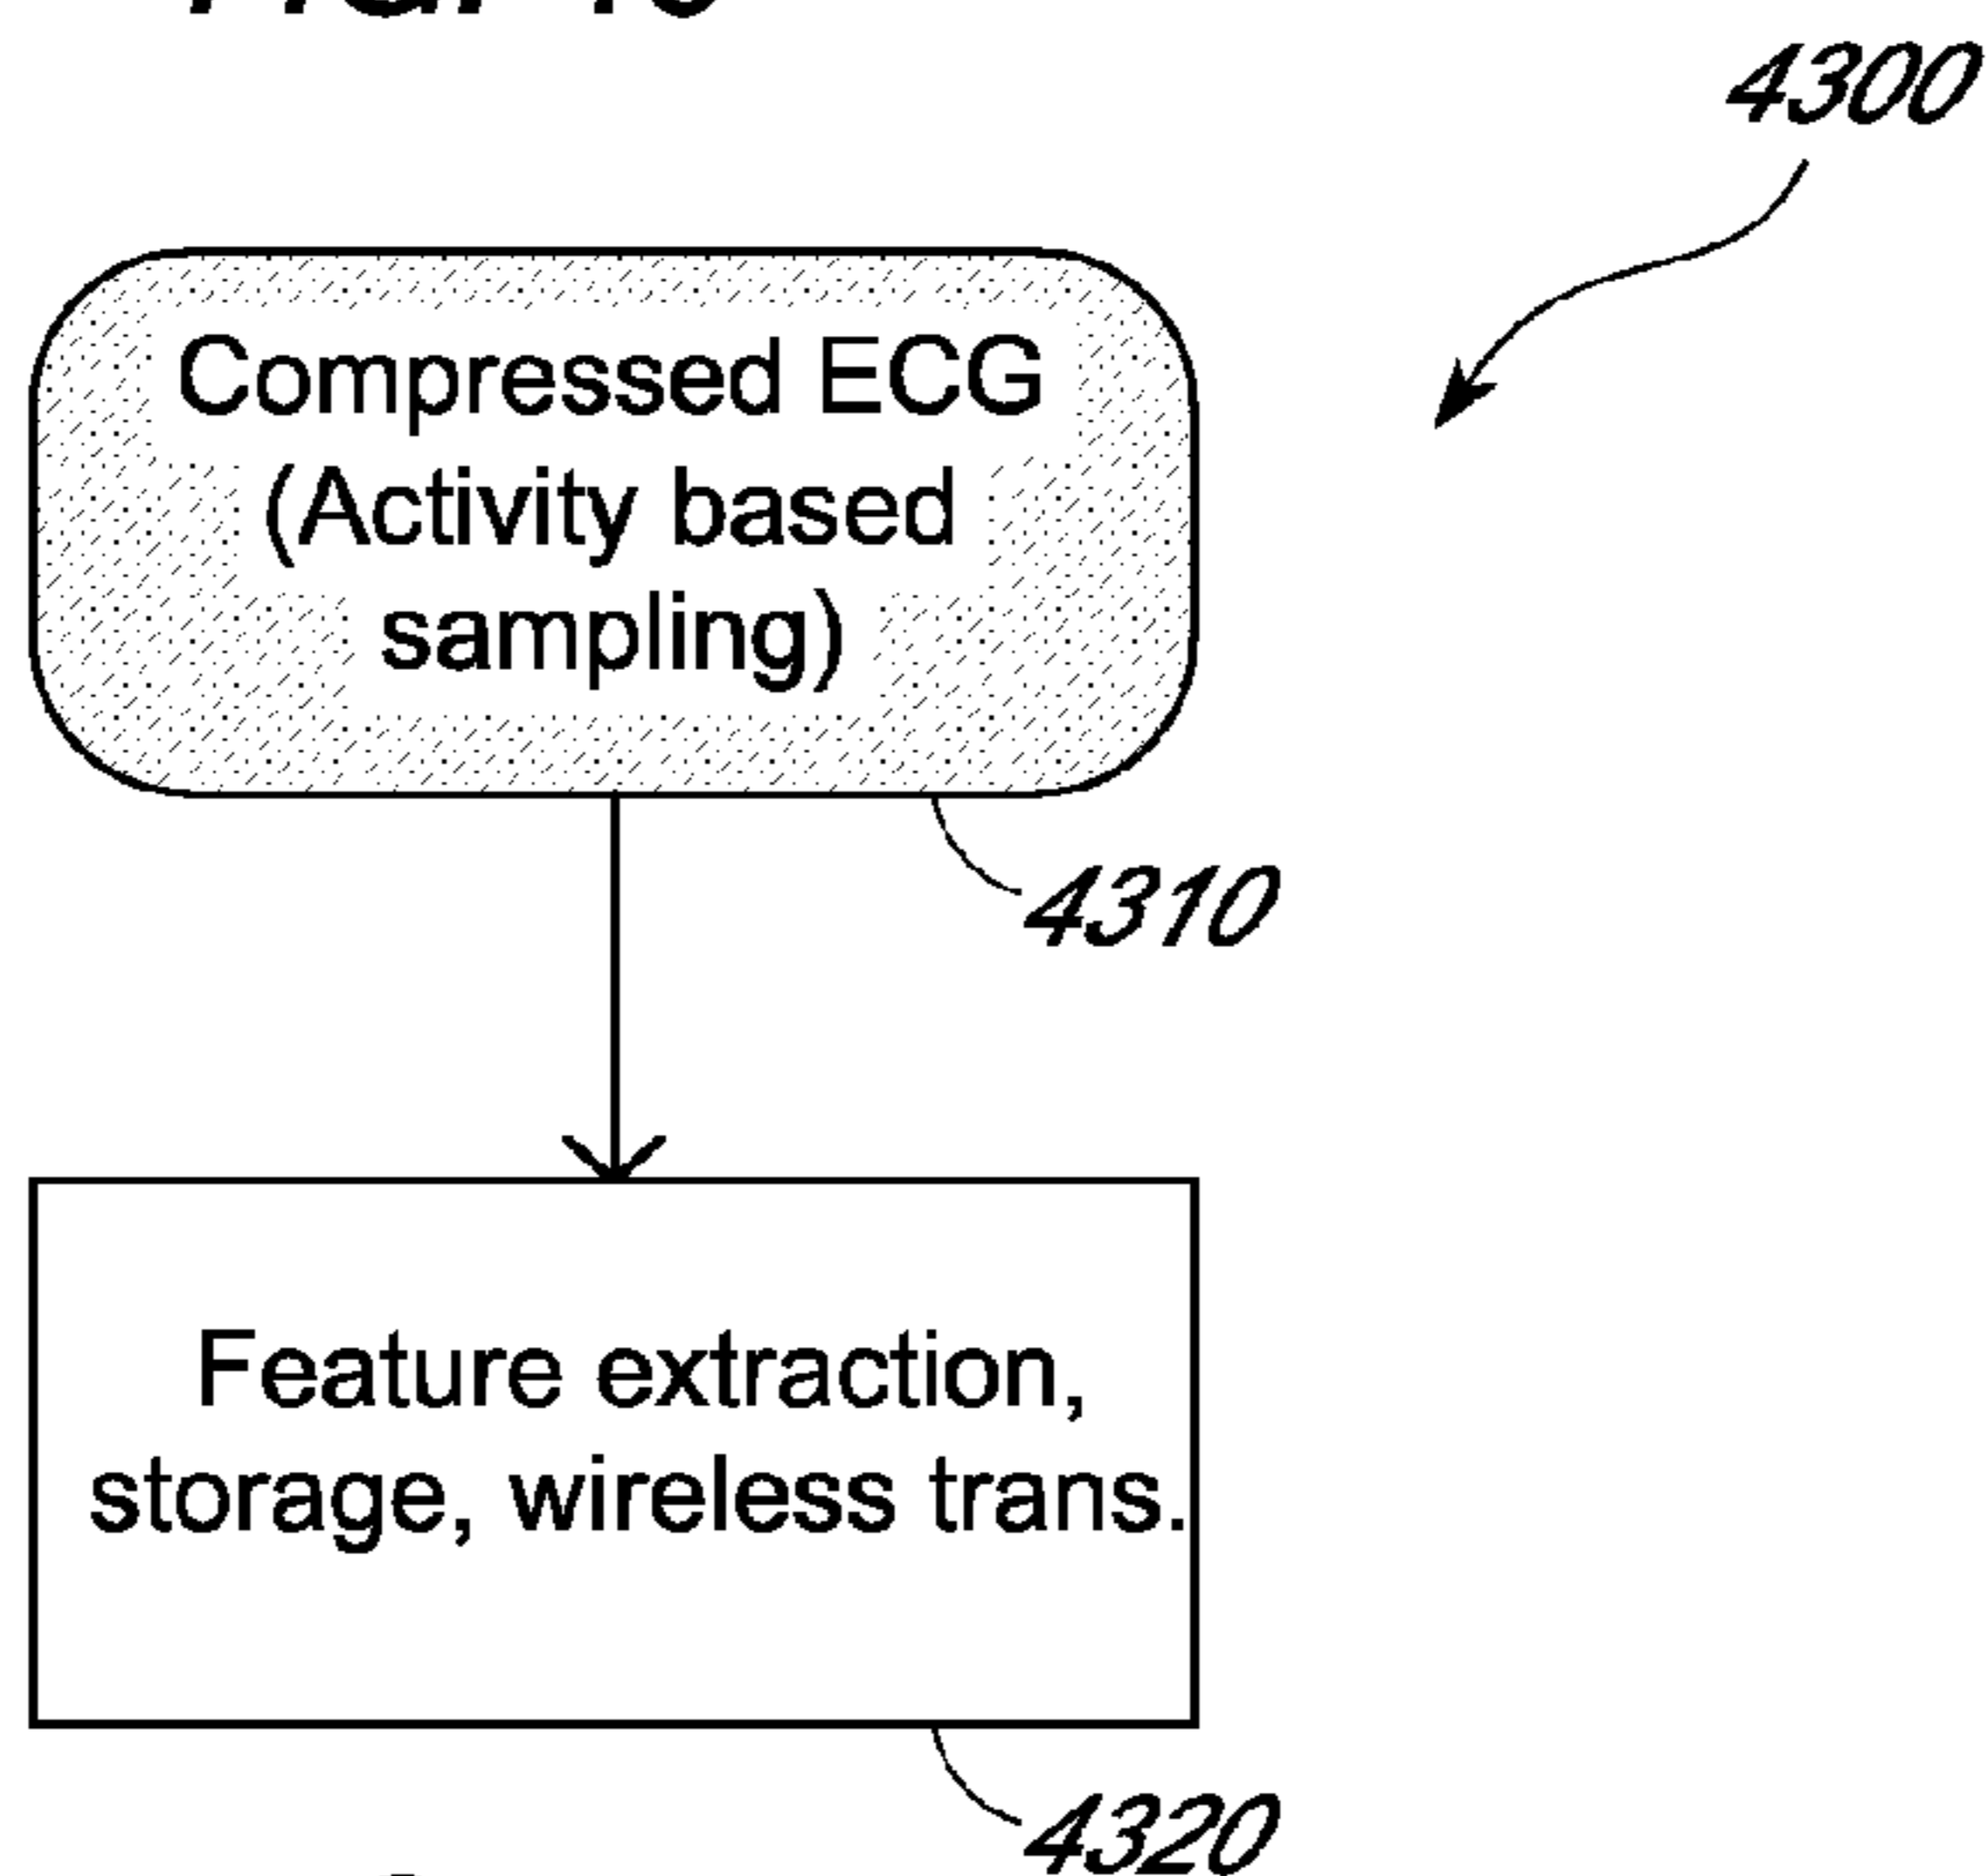 4300
Compressed ECG
(Activity based
sampling)
4310
Feature extraction,
storage, wireless trans.
4320